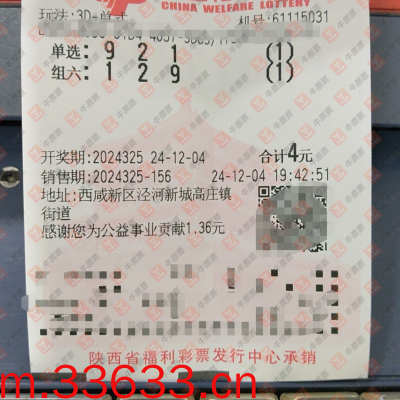 CHINA WELFARE LOTTERY
玩法:3D-单式
机号:61115031
单选: 9 2 1 (1)
组六: 1 2 9 (1)
开奖期:2024325 24-12-04 合计4元
销售期:2024325-156 24-12-04 19:42:51
地址:西咸新区泾河新城高庄镇
街道
感谢您为公益事业贡献1.36元
陕西省福利彩票发行中心承销
m.33633.cn